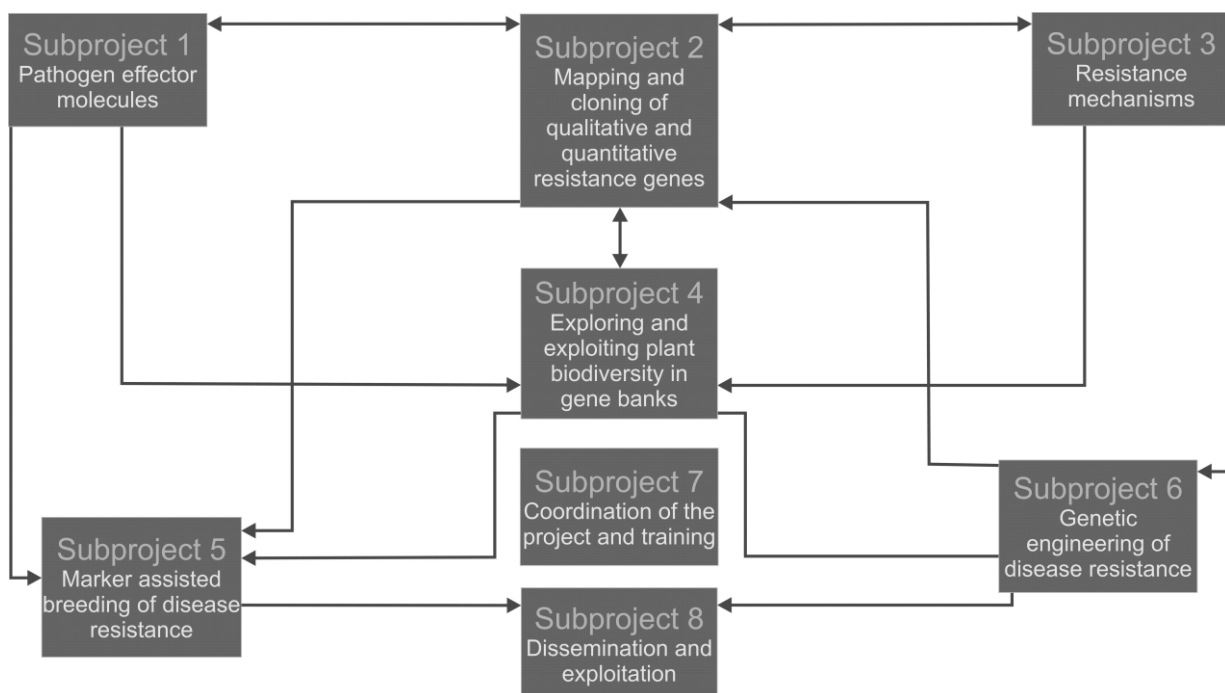 Subproject 1
Pathogen effector
molecules
Subproject 2
Mapping and
cloning of
qualitative and
quantitative
resistance genes
Subproject 3
Resistance
mechanisms
Subproject 4
Exploring and
exploiting plant
biodiversity in
gene banks
Subproject 7
Coordination of the
project and training
Subproject 6
Genetic
engineering of
disease resistance
Subproject 5
Marker assisted
breeding of disease
resistance
Subproject 8
Dissemination and
exploitation